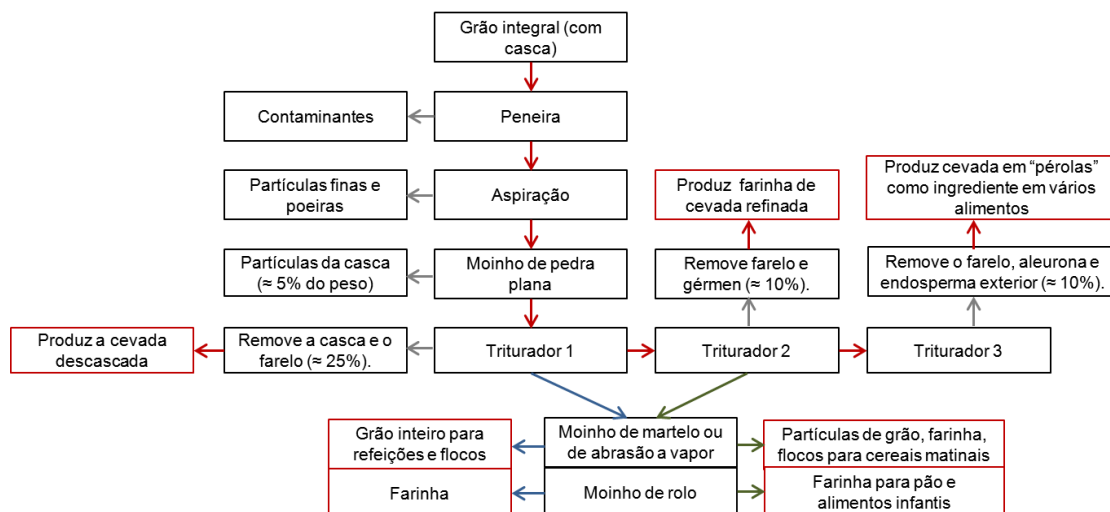 Grão integral (com
casca)
Contaminantes
Peneira
Partículas finas e
poeiras
Aspiração
Produz farinha de
cevada refinada
Produz cevada em “pérolas”
como ingrediente em vários
alimentos
Partículas da casca
(≈ 5% do peso)
Moinho de pedra
plana
Remove farelo e
gérmen (≈ 10%).
Remove o farelo, aleurona e
endosperma exterior (≈ 10%).
Produz a cevada
descascada
Remove a casca e o
farelo (≈ 25%).
Triturador 1
Triturador 2
Triturador 3
Grão inteiro para
refeições e flocos
Moinho de martelo ou
de abrasão a vapor
Partículas de grão, farinha,
flocos para cereais matinais
Farinha
Moinho de rolo
Farinha para pão e
alimentos infantis